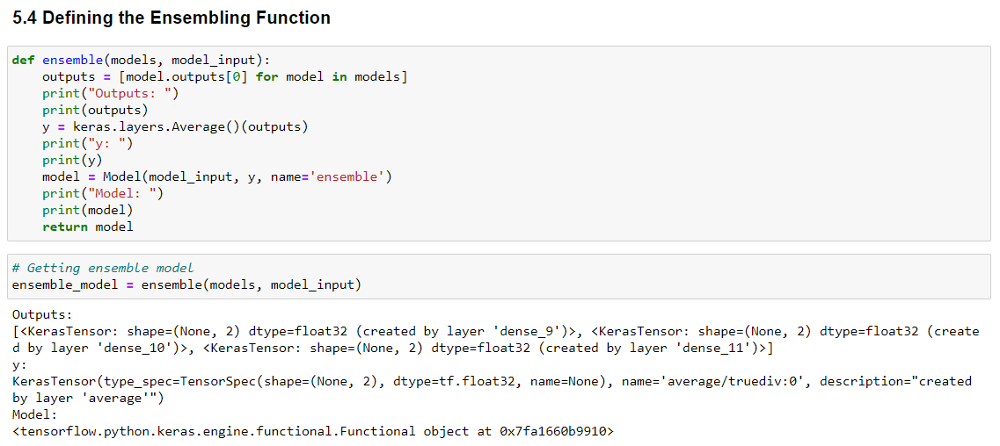 5.4 Defining the Ensembling Function
def ensemble(models, model_input):
    outputs = [model.outputs[0] for model in models]
    print("Outputs: ")
    print(outputs)
    y = keras.layers.Average()(outputs)
    print("y: ")
    print(y)
    model = Model(model_input, y, name='ensemble')
    print("Model: ")
    print(model)
    return model
# Getting ensemble model
ensemble_model = ensemble(models, model_input)
Outputs:
[<KerasTensor: shape=(None, 2) dtype=float32 (created by layer 'dense_9')>, <KerasTensor: shape=(None, 2) dtype=float32 (create
d by layer 'dense_10')>, <KerasTensor: shape=(None, 2) dtype=float32 (created by layer 'dense_11')>]
y:
KerasTensor(type_spec=TensorSpec(shape=(None, 2), dtype=tf.float32, name=None), name='average/truediv:0', description="created
by layer 'average'")
Model:
<tensorflow.python.keras.engine.functional.Functional object at 0x7fa1660b9910>